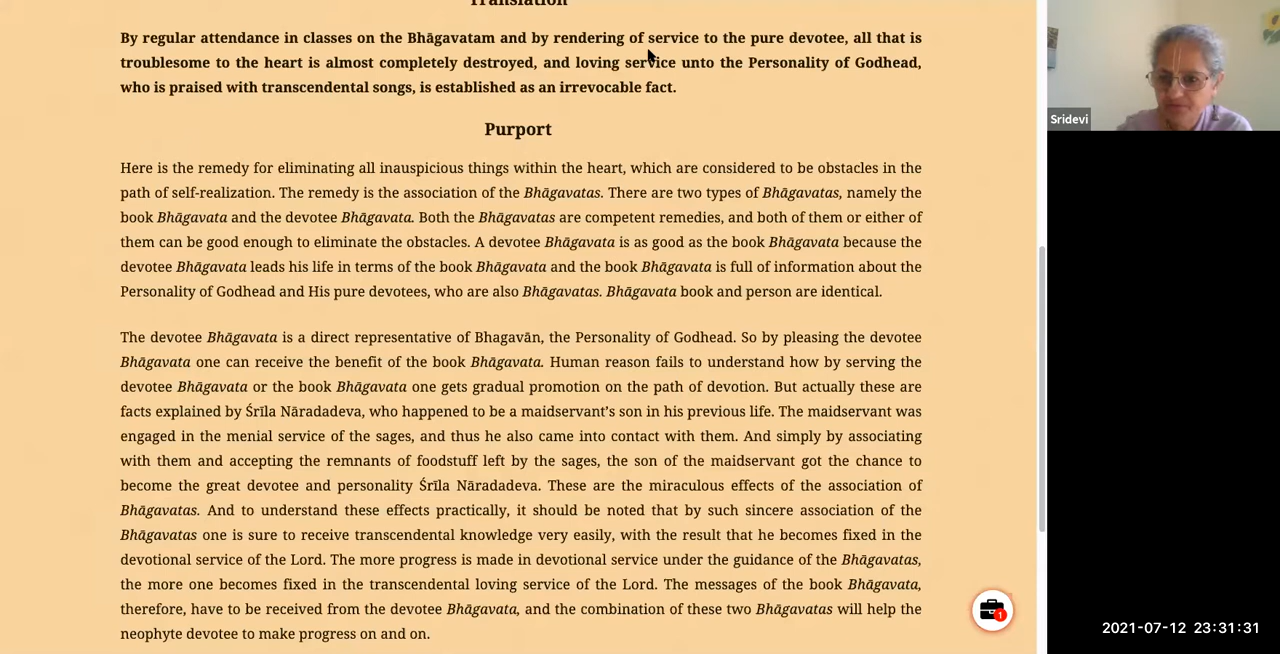 Translation
By regular attendance in classes on the Bhāgavatam and by rendering of service to the pure devotee, all that is
troublesome to the heart is almost completely destroyed, and loving service unto the Personality of Godhead,
who is praised with transcendental songs, is established as an irrevocable fact.
Purport
Here is the remedy for eliminating all inauspicious things within the heart, which are considered to be obstacles in the
path of self-realization. The remedy is the association of the Bhāgavatas. There are two types of Bhāgavatas, namely the
book Bhāgavata and the devotee Bhāgavata. Both the Bhāgavatas are competent remedies, and both of them or either of
them can be good enough to eliminate the obstacles. A devotee Bhāgavata is as good as the book Bhāgavata because the
devotee Bhāgavata leads his life in terms of the book Bhāgavata and the book Bhāgavata is full of information about the
Personality of Godhead and His pure devotees, who are also Bhāgavatas. Bhāgavata book and person are identical.
The devotee Bhāgavata is a direct representative of Bhagavān, the Personality of Godhead. So by pleasing the devotee
Bhāgavata one can receive the benefit of the book Bhāgavata. Human reason fails to understand how by serving the
devotee Bhāgavata or the book Bhāgavata one gets gradual promotion on the path of devotion. But actually these are
facts explained by Śrīla Nāradadeva, who happened to be a maidservant's son in his previous life. The maidservant was
engaged in the menial service of the sages, and thus he also came into contact with them. And simply by associating
with them and accepting the remnants of foodstuff left by the sages, the son of the maidservant got the chance to
become the great devotee and personality Śrīla Nāradadeva. These are the miraculous effects of the association of
Bhāgavatas. And to understand these effects practically, it should be noted that by such sincere association of the
Bhāgavatas one is sure to receive transcendental knowledge very easily, with the result that he becomes fixed in the
devotional service of the Lord. The more progress is made in devotional service under the guidance of the Bhāgavatas,
the more one becomes fixed in the transcendental loving service of the Lord. The messages of the book Bhāgavata,
therefore, have to be received from the devotee Bhāgavata, and the combination of these two Bhāgavatas will help the
neophyte devotee to make progress on and on.
1
Sridevi
2021-07-12 23:31:31